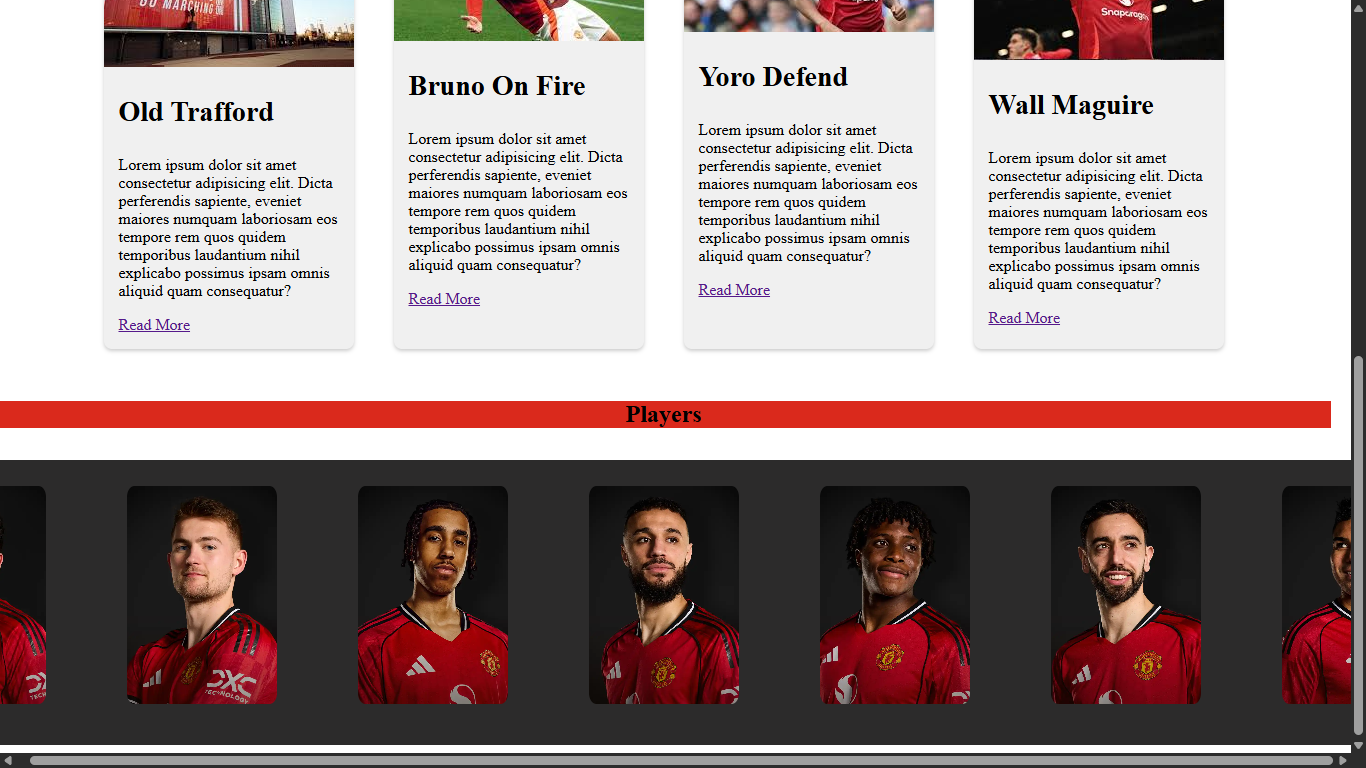 GO MARCHING
Snapdragon
Old Trafford
Lorem ipsum dolor sit amet
consectetur adipisicing elit. Dicta
perferendis sapiente, eveniet
maiores numquam laboriosam eos
tempore rem quos quidem
temporibus laudantium nihil
explicabo possimus ipsam omnis
aliquid quam consequatur?
Read More
Bruno On Fire
Lorem ipsum dolor sit amet
consectetur adipisicing elit. Dicta
perferendis sapiente, eveniet
maiores numquam laboriosam eos
tempore rem quos quidem
temporibus laudantium nihil
explicabo possimus ipsam omnis
aliquid quam consequatur?
Read More
Yoro Defend
Lorem ipsum dolor sit amet
consectetur adipisicing elit. Dicta
perferendis sapiente, eveniet
maiores numquam laboriosam eos
tempore rem quos quidem
temporibus laudantium nihil
explicabo possimus ipsam omnis
aliquid quam consequatur?
Read More
Wall Maguire
Lorem ipsum dolor sit amet
consectetur adipisicing elit. Dicta
perferendis sapiente, eveniet
maiores numquam laboriosam eos
tempore rem quos quidem
temporibus laudantium nihil
explicabo possimus ipsam omnis
aliquid quam consequatur?
Read More
Players
DXC
TECH
DXC
TECHNOLOGY